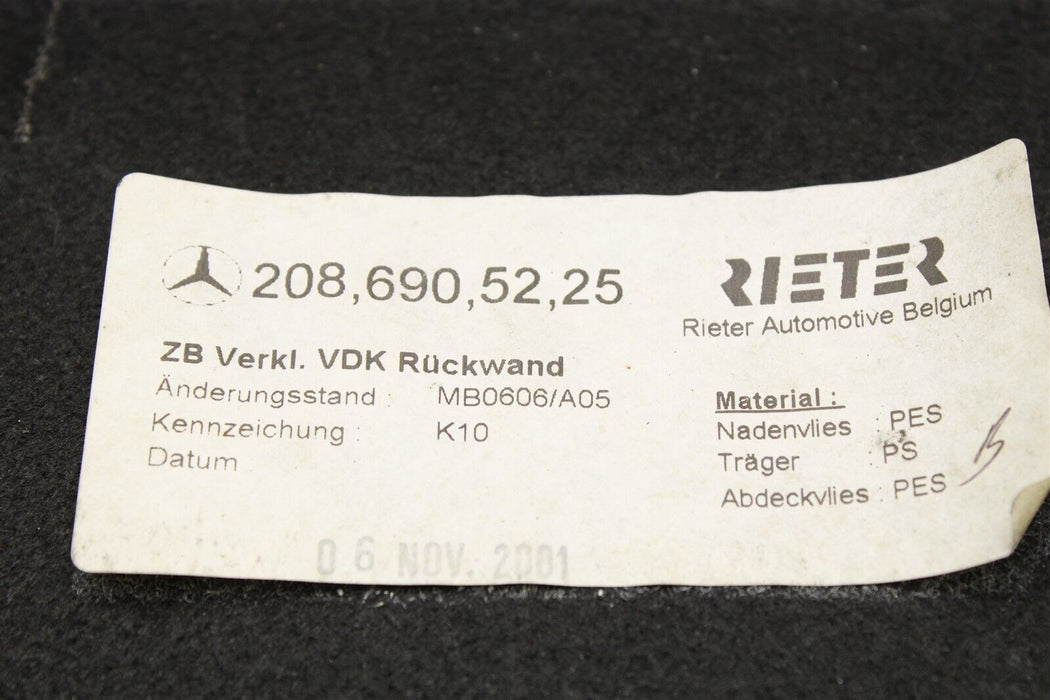 208,690,52,25
RIETER
Rieter Automotive Belgium
ZB Verkl. VDK Rückwand
Änderungsstand : MB0606/A05
Kennzeichung : K10
Datum
Material :
Nadenvlies : PES
Träger : PS
Abdeckvlies : PES
06 NOV. 2001